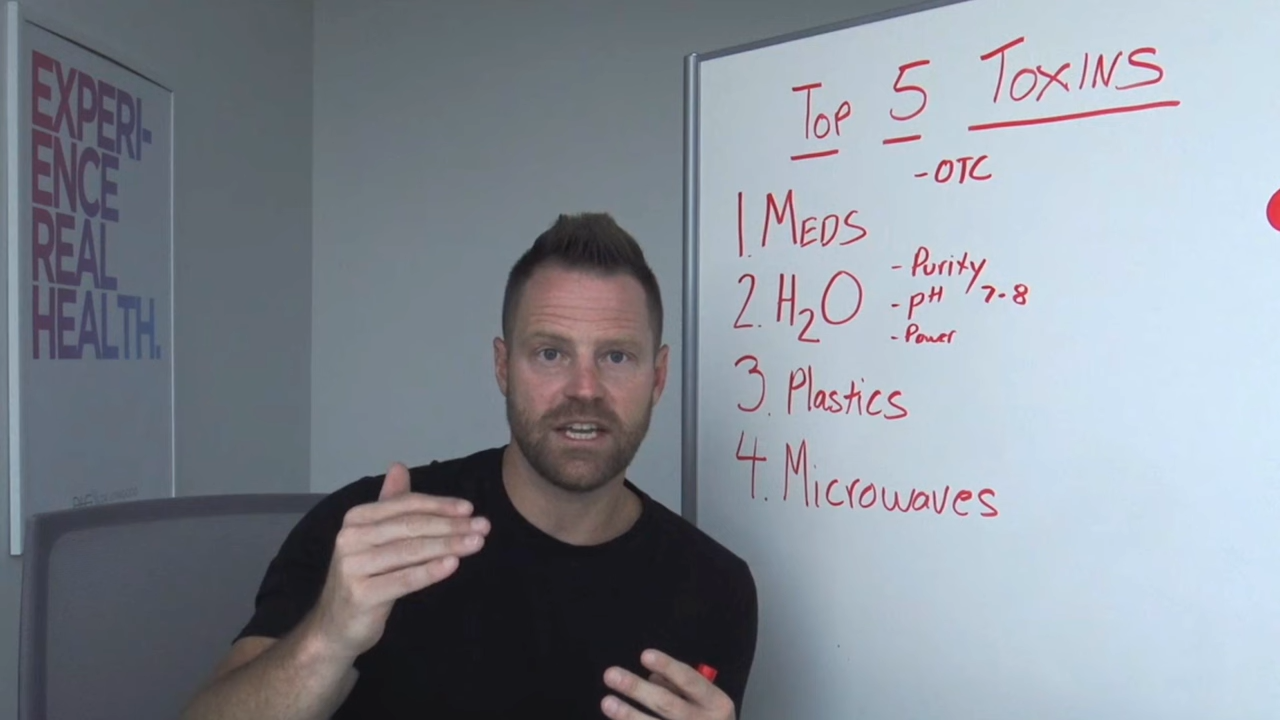 EXPERI-
ENCE
REAL
HEALTH.
Top 5 TOXINS
- OTC
1. MEDS
2. H₂O
- Purity
- pH / 7-8
- Power
3. Plastics
4. Microwaves